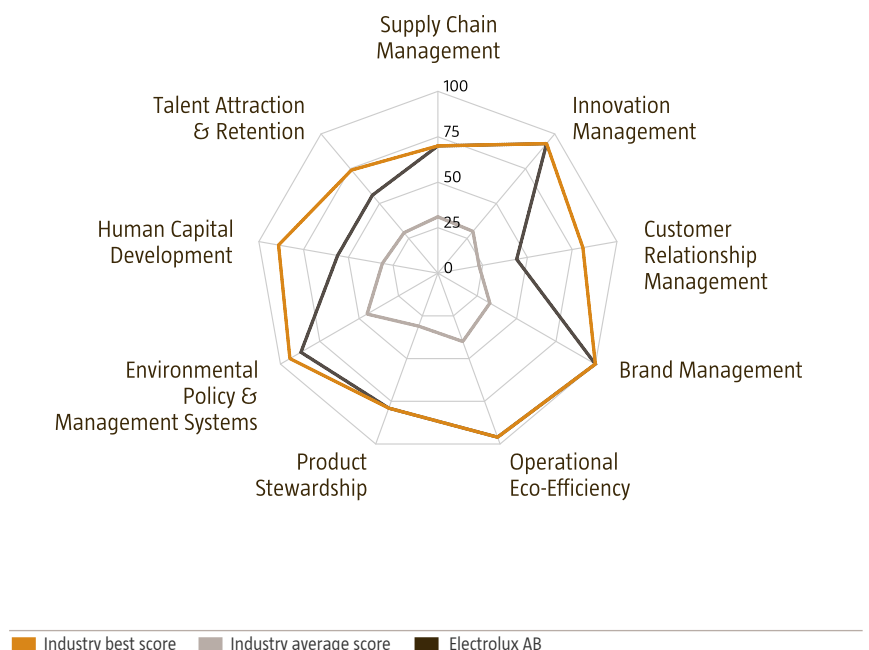 Supply Chain
Management
100
Talent Attraction
& Retention
Innovation
Management
75
50
25
0
Human Capital
Development
Customer
Relationship
Management
Environmental
Policy &
Management Systems
Brand Management
Product
Stewardship
Operational
Eco-Efficiency
Industry best score
Industry average score
Electrolux AB